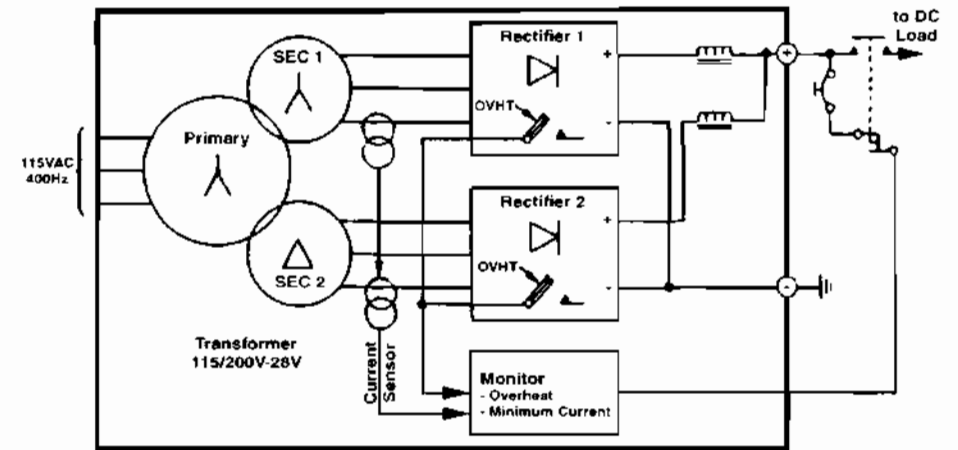 to DC
Load
SEC 1
Rectifier 1
+
+
OVHT
-
Primary
115VAC
400Hz
Rectifier 2
+
OVHT
-
-
SEC 2
Transformer
115/200V-28V
Current
Sensor
Monitor
- Overheat
- Minimum Current